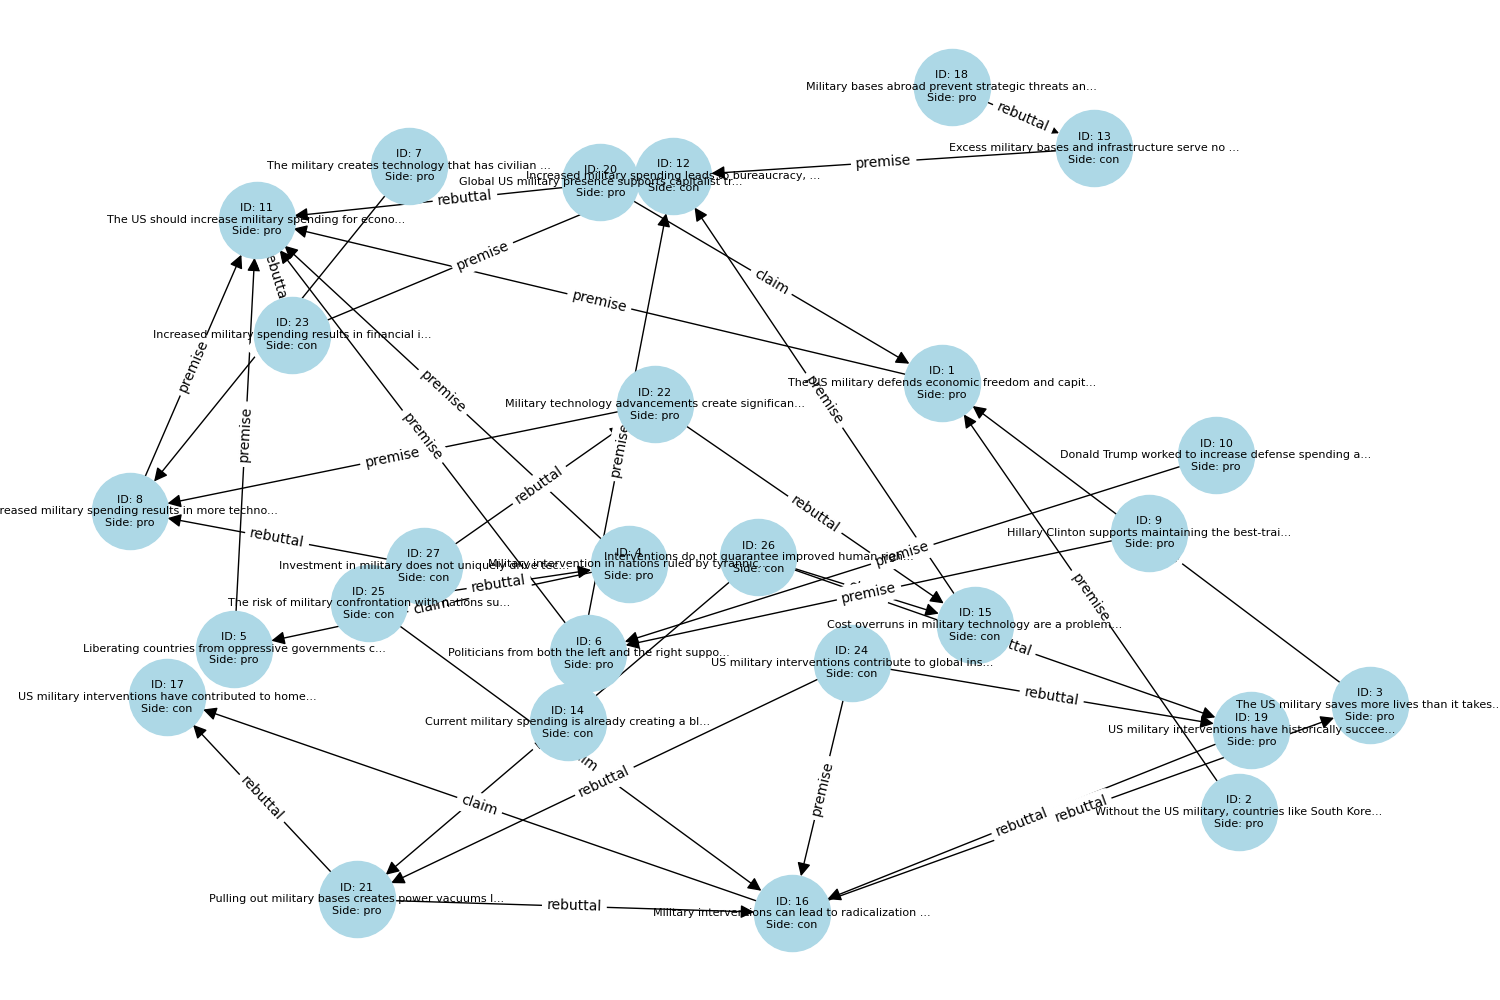 ID: 18
Military bases abroad prevent strategic threats an...
Side: pro
rebuttal
ID: 13
Excess military bases and infrastructure serve no ...
Side: con
premise
ID: 7
The military creates technology that has civilian ...
Side: pro
ID: 20
Global US military presence supports capitalist tr...
Side: pro
ID: 12
Increased military spending leads to bureaucracy, ...
Side: con
rebuttal
ID: 11
The US should increase military spending for econo...
Side: pro
premise
claim
premise
ID: 23
Increased military spending results in financial i...
Side: con
premise
premise
premise
premise
ID: 1
The US military defends economic freedom and capit...
Side: pro
ID: 22
Military technology advancements create significan...
Side: pro
premise
premise
premise
premise
rebuttal
rebuttal
ID: 10
Donald Trump worked to increase defense spending a...
Side: pro
ID: 8
Side: pro
rebuttal
ID: 9
Hillary Clinton supports maintaining the best-trai...
Side: pro
ID: 27
Investment in military does not uniquely drive tec...
Side: con
ID: 4
Military intervention in nations ruled by tyrannic...
Side: pro
ID: 26
Interventions do not guarantee improved human righ...
Side: con
premise
premise
premise
rebuttal
claim
ID: 25
The risk of military confrontation with nations su...
Side: con
ID: 15
Cost overruns in military technology are a problem...
Side: con
ID: 5
Liberating countries from oppressive governments c...
Side: pro
ID: 6
Politicians from both the left and the right suppo...
Side: pro
ID: 24
US military interventions contribute to global ins...
Side: con
ID: 17
US military interventions have contributed to home...
Side: con
rebuttal
ID: 3
The US military saves more lives than it takes...
Side: pro
ID: 14
Current military spending is already creating a bl...
Side: con
ID: 19
US military interventions have historically succee...
Side: pro
rebuttal
premise
rebuttal
claim
rebuttal
rebuttal
ID: 2
Without the US military, countries like South Kore...
Side: pro
ID: 21
Pulling out military bases creates power vacuums l...
Side: pro
rebuttal
ID: 16
Military interventions can lead to radicalization ...
Side: con